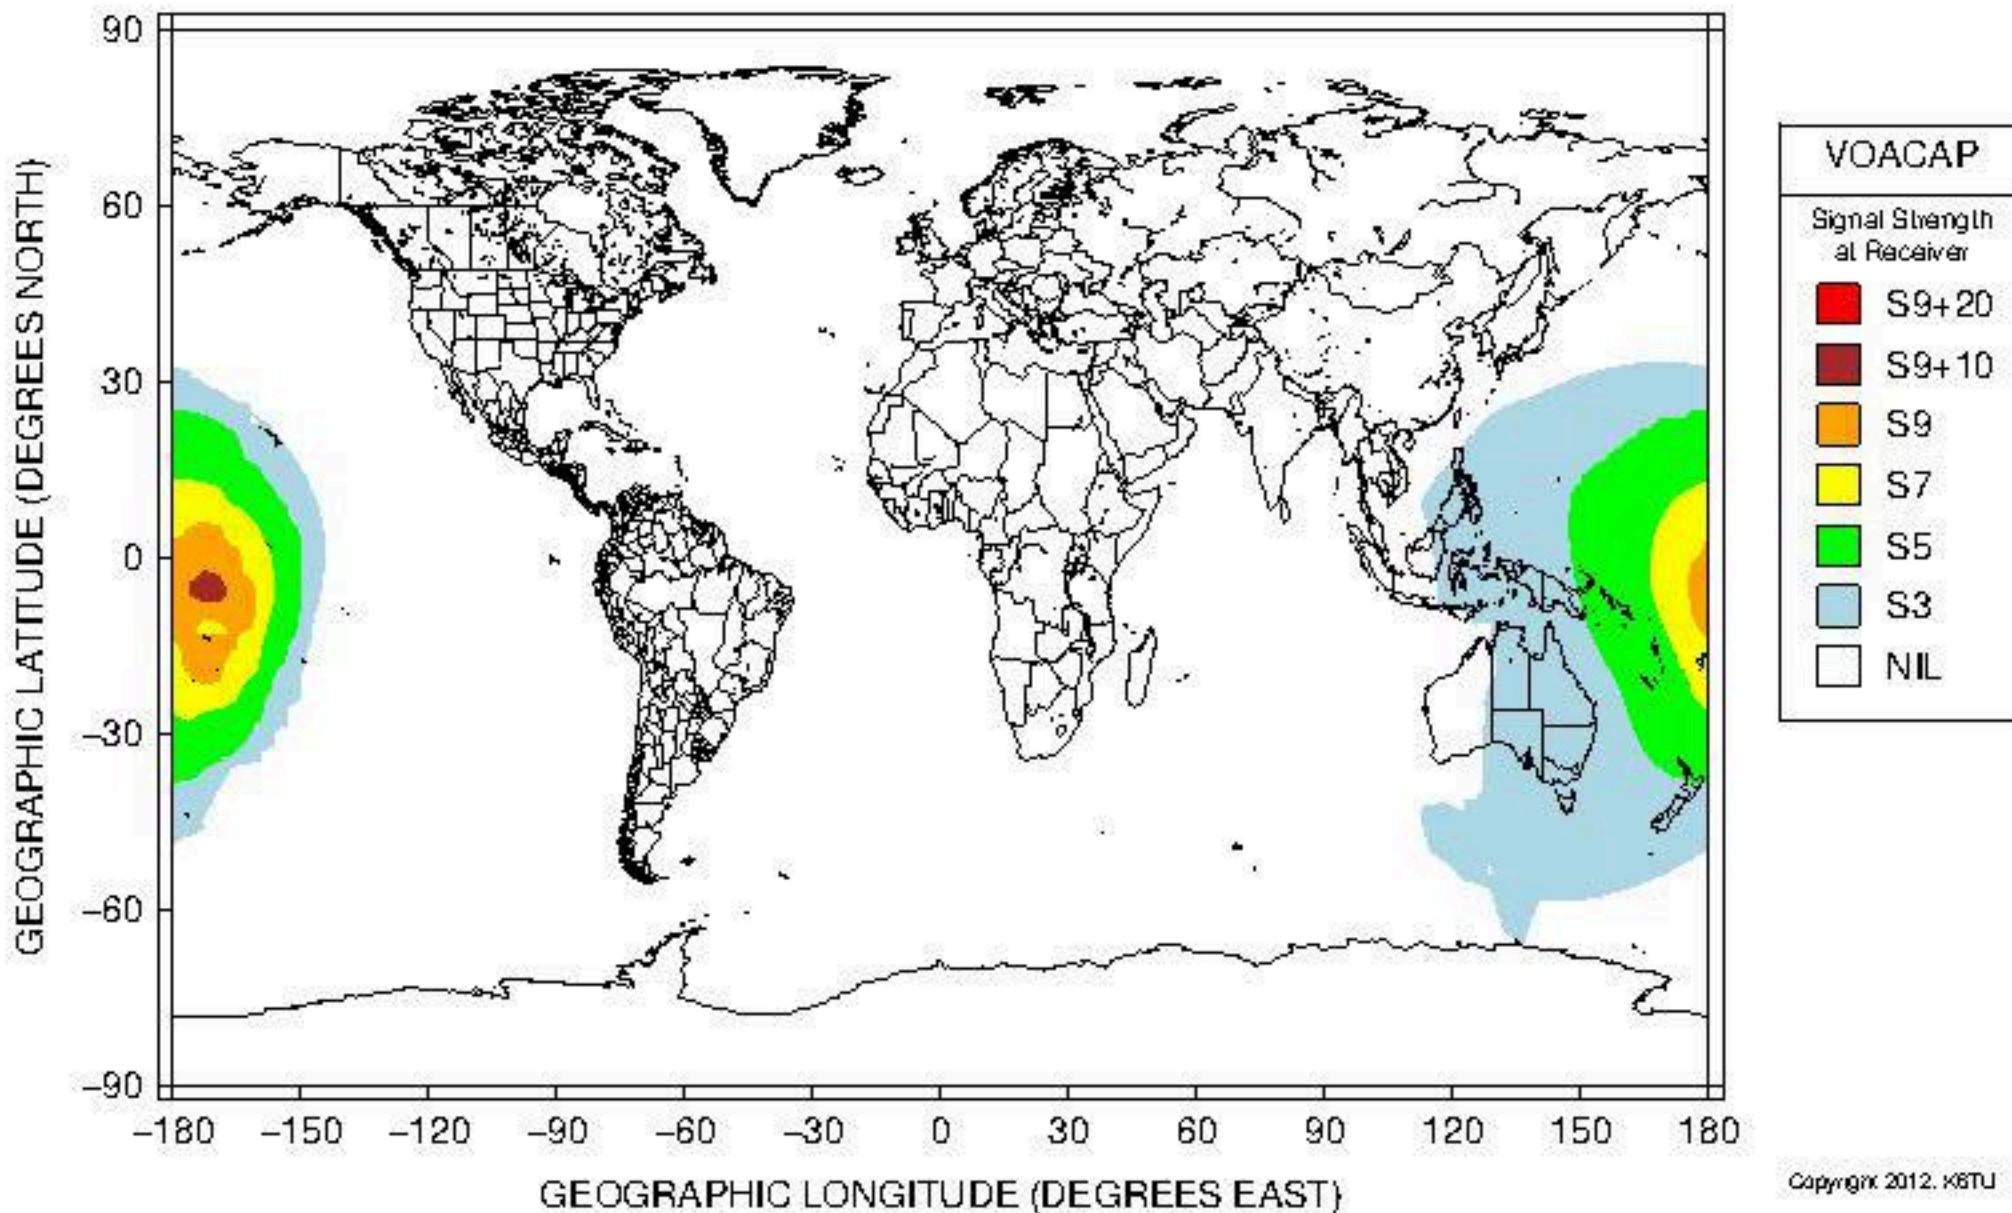 90
60
30
0
−30
−60
−90
GEOGRAPHIC LATITUDE (DEGREES NORTH)
−180 −150 −120 −90 −60 −30 0 30 60 90 120 150 180
GEOGRAPHIC LONGITUDE (DEGREES EAST)
VOACAP
Signal Strength
at Receiver
S9+20
S9+10
S9
S7
S5
S3
NIL
Copyright 2012, K6TU